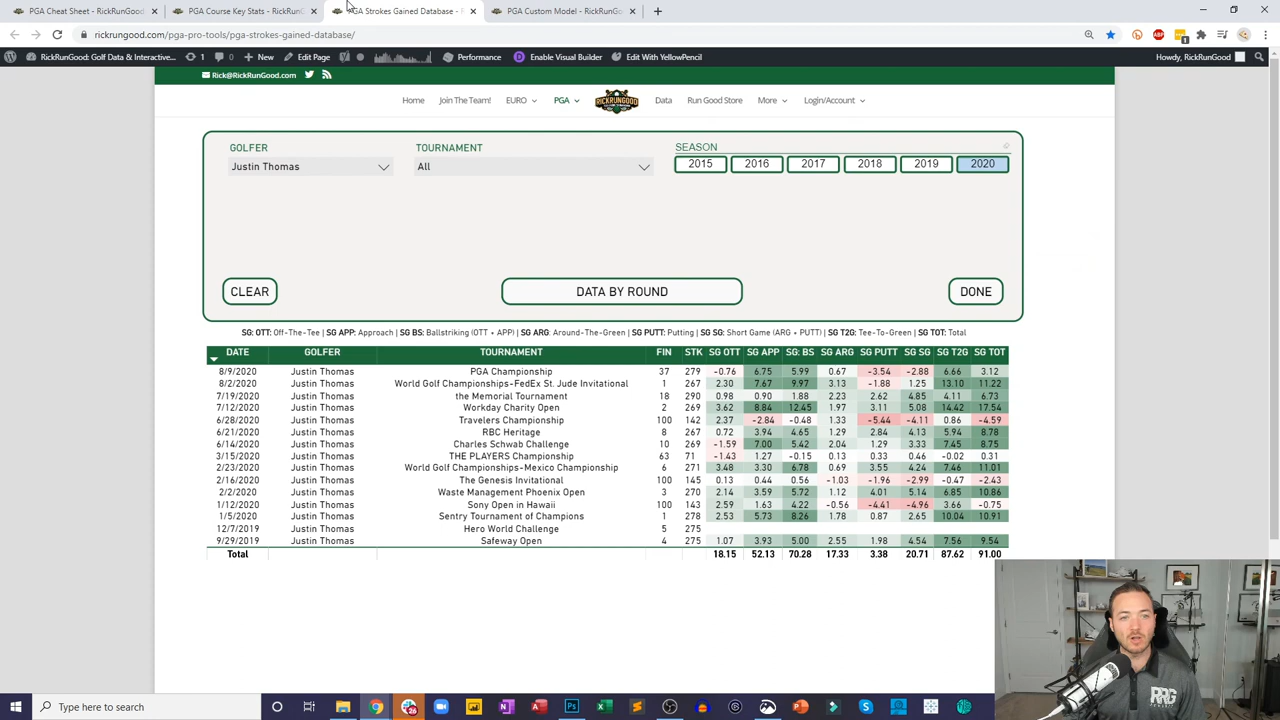 PGA Cheat Sheet - RickRunGood
PGA Course Key Stats - RickRunG
PGA Strokes Gained Database - F
PGA Custom Model - RickRunGo
rickrungood.com/pga-pro-tools/pga-strokes-gained-database/
RickRunGood: Golf Data & Interactive... 1 0 New Edit Page Performance Enable Visual Builder Edit With YellowPencil Howdy, RickRunGood
Rick@RickRunGood.com
Home Join The Team! EURO PGA RICKRUNGOOD Data Run Good Store More Login/Account
GOLFER TOURNAMENT SEASON
Justin Thomas All 2015 2016 2017 2018 2019 2020
CLEAR DATA BY ROUND DONE
SG: OTT: Off-The-Tee | SG APP: Approach | SG BS: Ballstriking (OTT + APP) | SG ARG: Around-The-Green | SG PUTT: Putting | SG SG: Short Game (ARG + PUTT) | SG T2G: Tee-To-Green | SG TOT: Total
DATE GOLFER TOURNAMENT FIN STK SG OTT SG APP SG: BS SG ARG SG PUTT SG SG SG T2G SG TOT
8/9/2020 Justin Thomas PGA Championship 37 279 -0.76 6.75 5.99 0.67 -3.54 -2.88 6.66 3.12
8/2/2020 Justin Thomas World Golf Championships-FedEx St. Jude Invitational 1 267 2.30 7.67 9.97 3.13 -1.88 1.25 13.10 11.22
7/19/2020 Justin Thomas the Memorial Tournament 18 290 0.98 0.90 1.88 2.23 2.62 4.85 4.11 6.73
7/12/2020 Justin Thomas Workday Charity Open 2 269 3.62 8.84 12.45 1.97 3.11 5.08 14.42 17.54
6/28/2020 Justin Thomas Travelers Championship 100 142 2.37 -2.84 -0.48 1.33 -5.44 -4.11 0.86 -4.59
6/21/2020 Justin Thomas RBC Heritage 8 267 0.72 3.94 4.65 1.29 2.84 4.13 5.94 8.78
6/14/2020 Justin Thomas Charles Schwab Challenge 10 269 -1.59 7.00 5.42 2.04 1.29 3.33 7.45 8.75
3/15/2020 Justin Thomas THE PLAYERS Championship 63 71 -1.43 1.27 -0.15 0.13 0.33 0.46 -0.02 0.31
2/23/2020 Justin Thomas World Golf Championships-Mexico Championship 6 271 3.48 3.30 6.78 0.69 3.55 4.24 7.46 11.01
2/16/2020 Justin Thomas The Genesis Invitational 100 145 0.13 0.44 0.56 -1.03 -1.96 -2.99 -0.47 -2.43
2/2/2020 Justin Thomas Waste Management Phoenix Open 3 270 2.14 3.59 5.72 1.12 4.01 5.14 6.85 10.86
1/12/2020 Justin Thomas Sony Open in Hawaii 100 143 2.59 1.63 4.22 -0.56 -4.41 -4.96 3.66 -0.75
1/5/2020 Justin Thomas Sentry Tournament of Champions 1 278 2.53 5.73 8.26 1.78 0.87 2.65 10.04 10.91
12/7/2019 Justin Thomas Hero World Challenge 5 275
9/29/2019 Justin Thomas Safeway Open 4 275 1.07 3.93 5.00 2.55 1.98 4.54 7.56 9.54
Total 18.15 52.13 70.28 17.33 3.38 20.71 87.62 91.00
RRG
Type here to search
26